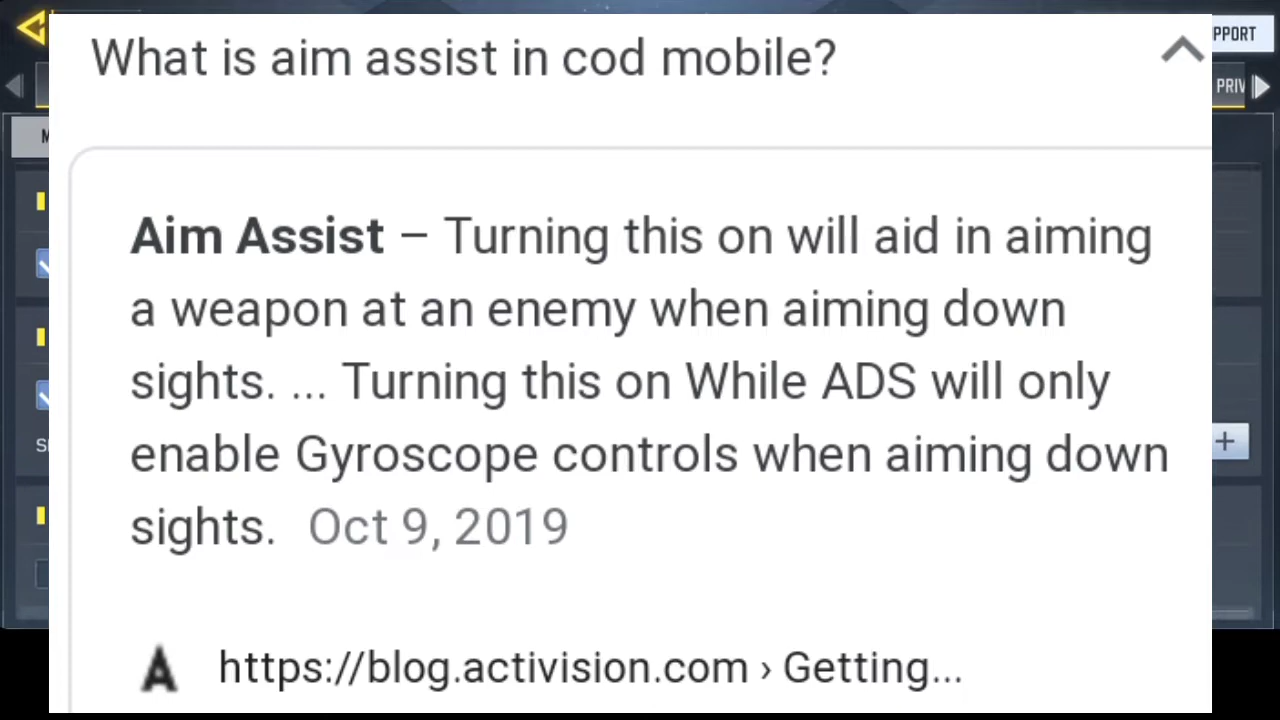 What is aim assist in cod mobile?
PPORT
PRIV
M
Aim Assist – Turning this on will aid in aiming
a weapon at an enemy when aiming down
sights. ... Turning this on While ADS will only
enable Gyroscope controls when aiming down
sights. Oct 9, 2019
+
A https://blog.activision.com › Getting...